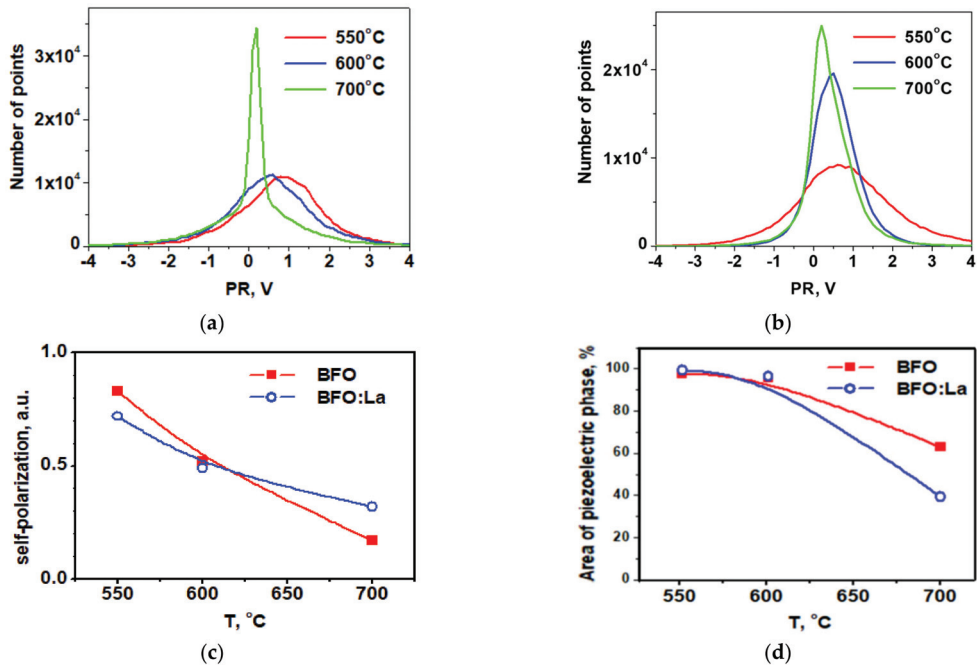 550°C
600°C
700°C
3x10⁴
2x10⁴
1x10⁴
0
Number of points
-4 -3 -2 -1 0 1 2 3 4
PR, V
(a)
550°C
600°C
700°C
2x10⁴
1x10⁴
0
Number of points
-4 -3 -2 -1 0 1 2 3 4
PR, V
(b)
BFO
BFO:La
1.0
0.5
0.0
self-polarization, a.u.
550 600 650 700
T, °C
(c)
BFO
BFO:La
100
80
60
40
20
0
Area of piezoelectric phase, %
550 600 650 700
T, °C
(d)